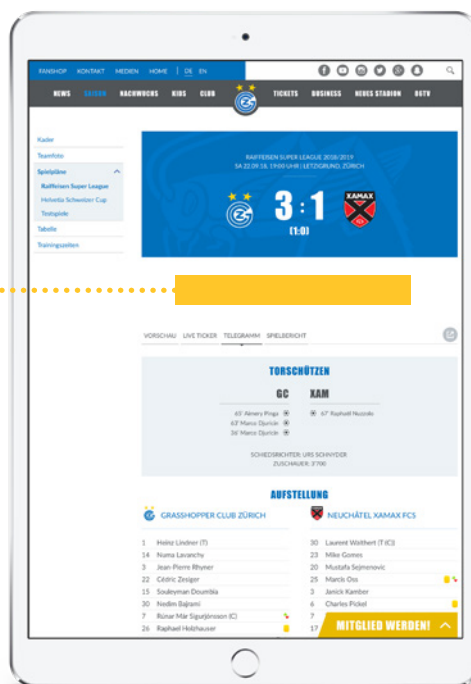 FANSHOP KONTAKT MEDIEN HOME | DE EN
NEWS SAISON NACHWUCHS KIDS CLUB TICKETS BUSINESS NEUES STADION BGTV
Kader
Teamfoto
Spielpläne
Raiffeisen Super League
Helvetia Schweizer Cup
Testspiele
Tabelle
Trainingszeiten
RAIFFEISEN SUPER LEAGUE 2018/2019
SA 22.09.18, 19:00 UHR | LETZIGRUND, ZÜRICH
3 : 1
(1:0)
XAMAX
FCS
VORSCHAU LIVE TICKER TELEGRAMM SPIELBERICHT
TORSCHÜTZEN
GC XAM
65' Aimery Pinga 67' Raphaël Nuzzolo
63' Marco Djuricin
36' Marco Djuricin
SCHIEDSRICHTER: URS SCHNYDER
ZUSCHAUER: 3'700
AUFSTELLUNG
GRASSHOPPER CLUB ZÜRICH NEUCHÂTEL XAMAX FCS
1 Heinz Lindner (T) 30 Laurent Walthert (T (C))
14 Numa Lavanchy 23 Mike Gomes
3 Jean-Pierre Rhyner 20 Mustafa Sejmenovic
22 Cédric Zesiger 25 Marcis Oss
15 Souleyman Doumbia 3 Janick Kamber
30 Nedim Bajrami 6 Charles Pickel
7 Rúnar Már Sigurjónsson (C) 7
26 Raphael Holzhauser 17
MITGLIED WERDEN!